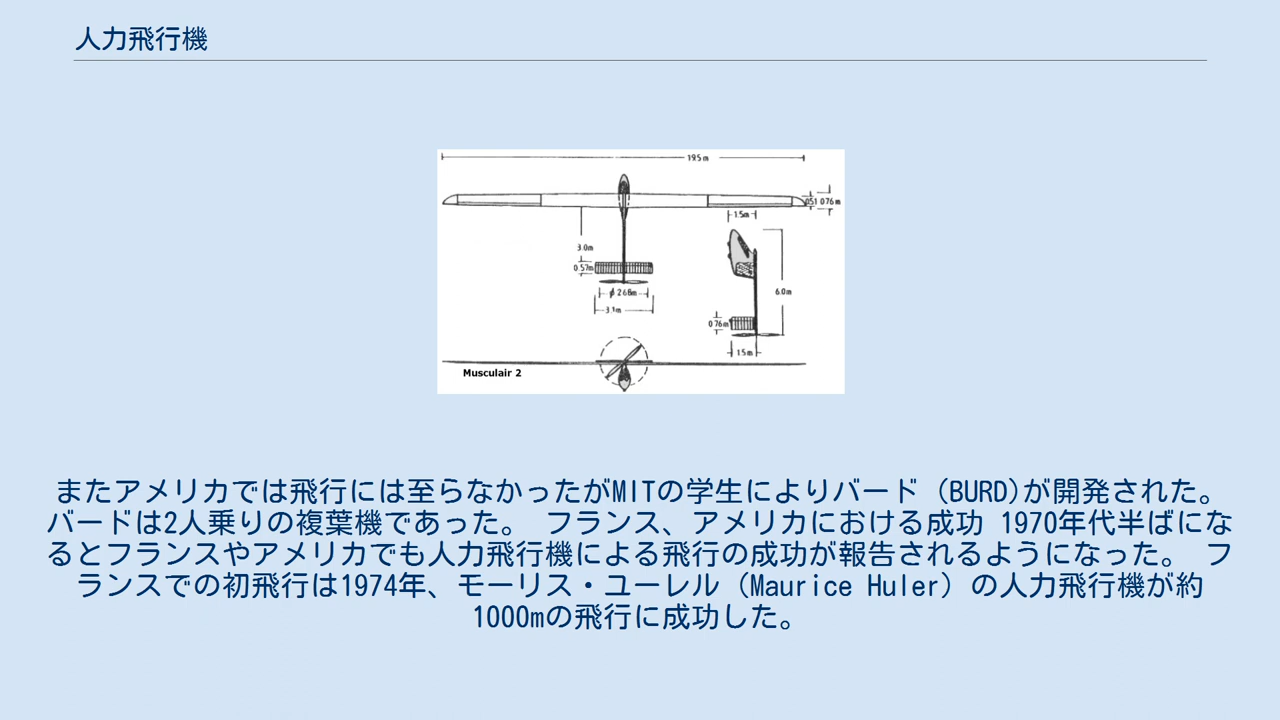 人力飛行機
19.5 m
0.51 0.76 m
1.5m
3.0m
0.57m
6.0m
φ 2.68m
3.1m
0.76m
1.5m
Musculair 2
またアメリカでは飛行には至らなかったがMITの学生によりバード (BURD)が開発された。
バードは2人乗りの複葉機であった。 フランス、アメリカにおける成功 1970年代半ばにな
るとフランスやアメリカでも人力飛行機による飛行の成功が報告されるようになった。 フ
ランスでの初飛行は1974年、モーリス・ユーレル (Maurice Huler) の人力飛行機が約
1000mの飛行に成功した。